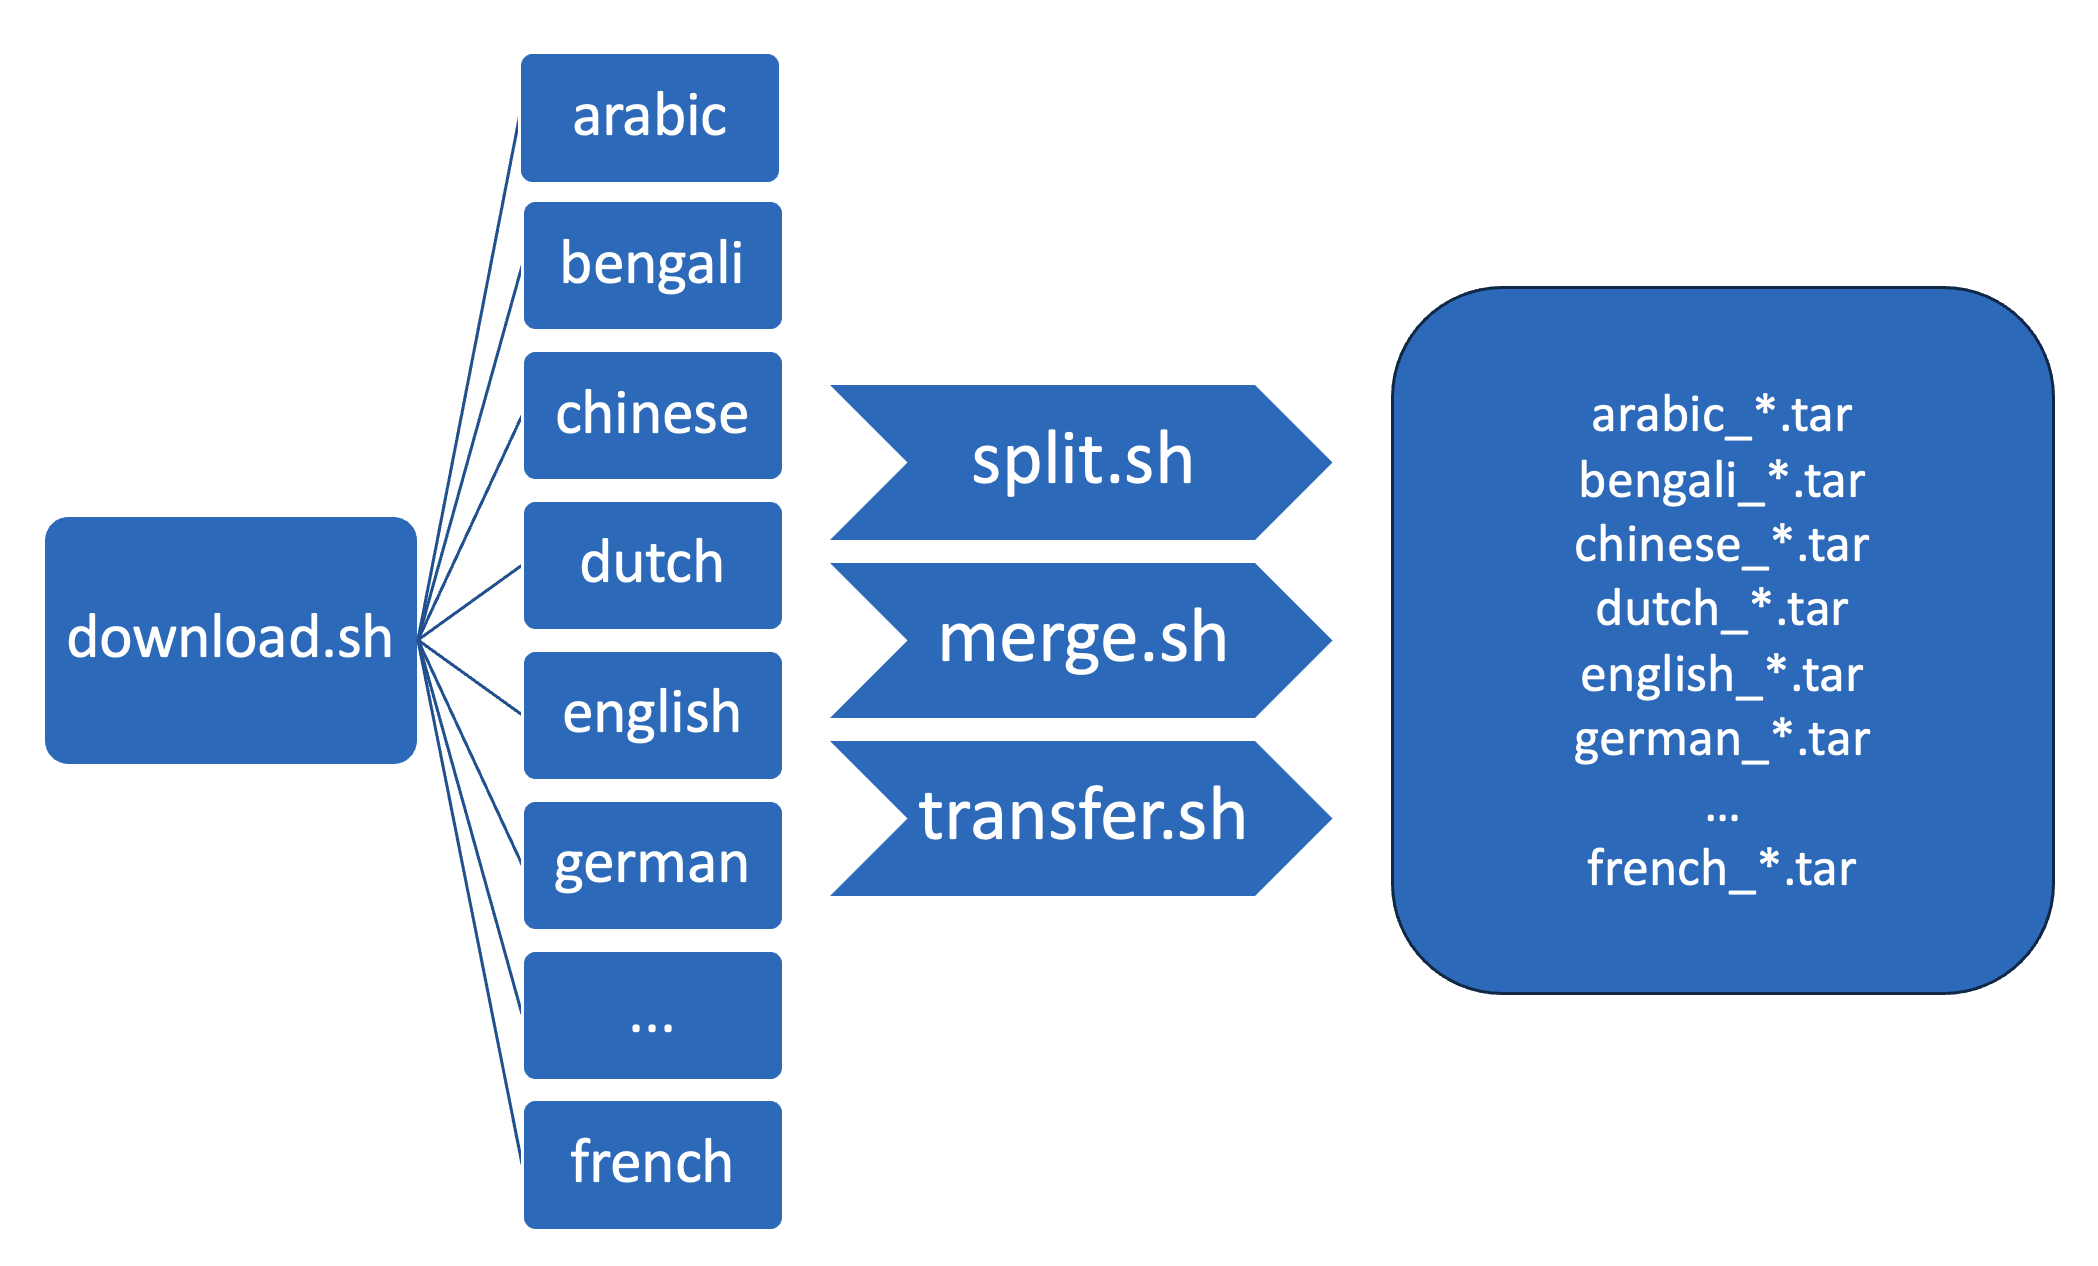 download.sh
arabic
bengali
chinese
dutch
english
german
...
french
split.sh
merge.sh
transfer.sh
arabic_*.tar
bengali_*.tar
chinese_*.tar
dutch_*.tar
english_*.tar
german_*.tar
...
french_*.tar